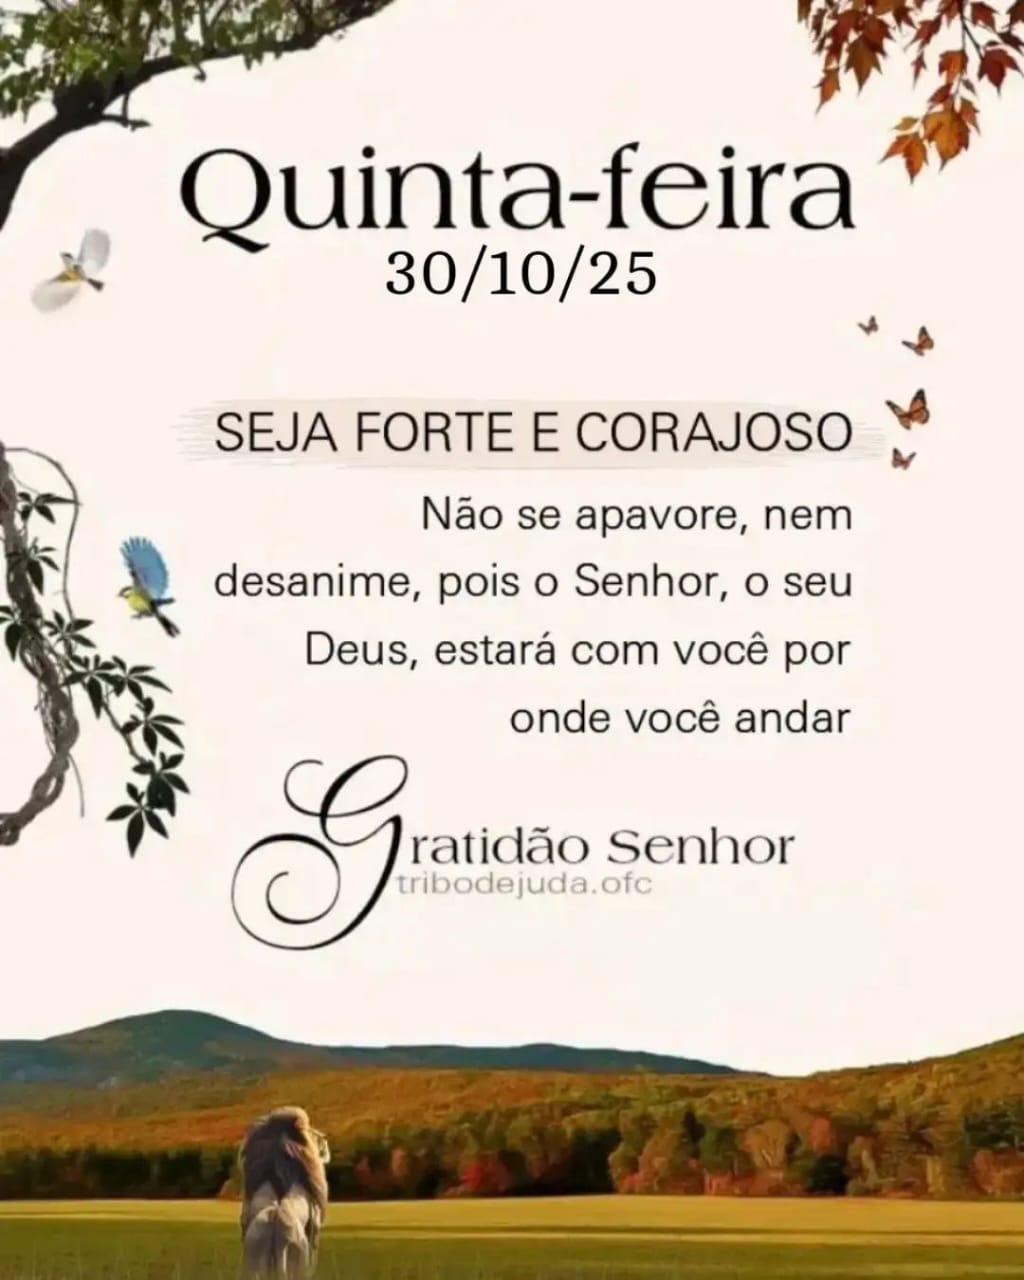 Quinta-feira
30/10/25
SEJA FORTE E CORAJOSO
Não se apavore, nem
desanime, pois o Senhor, o seu
Deus, estará com você por
onde você andar
Gratidão Senhor
tribodejuda.ofc